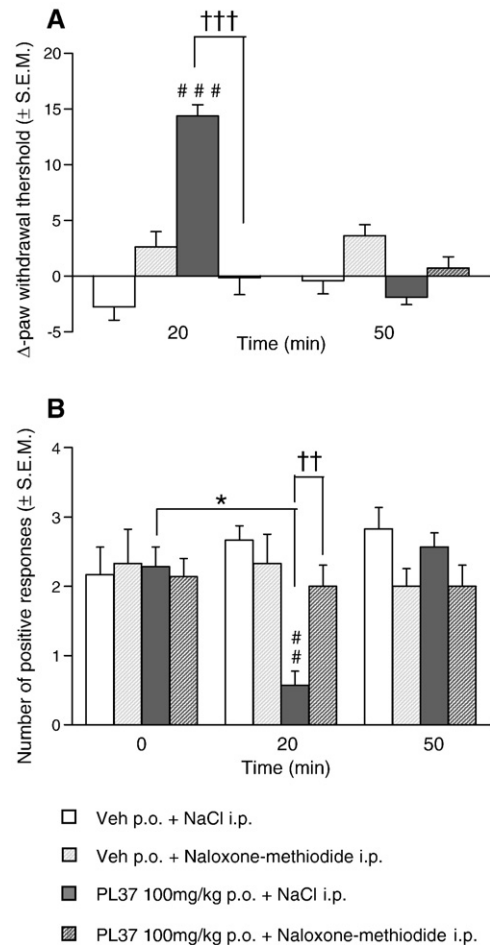 A
†††
# # #
Δ-paw withdrawal thershold (± S.E.M.)
20
15
10
5
0
-5
20
50
Time (min)
B
Number of positive responses (± S.E.M.)
4
3
2
1
0
††
*
#
#
0
20
50
Time (min)
Veh p.o. + NaCl i.p.
Veh p.o. + Naloxone-methiodide i.p.
PL37 100mg/kg p.o. + NaCl i.p.
PL37 100mg/kg p.o. + Naloxone-methiodide i.p.